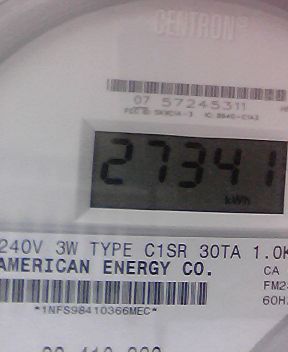 CENTRON®
07 57245311
27341
kWh
240V 3W TYPE C1SR 30TA 1.0K
AMERICAN ENERGY CO.
CA
FM2
60H
*1NFS98410366MEC*